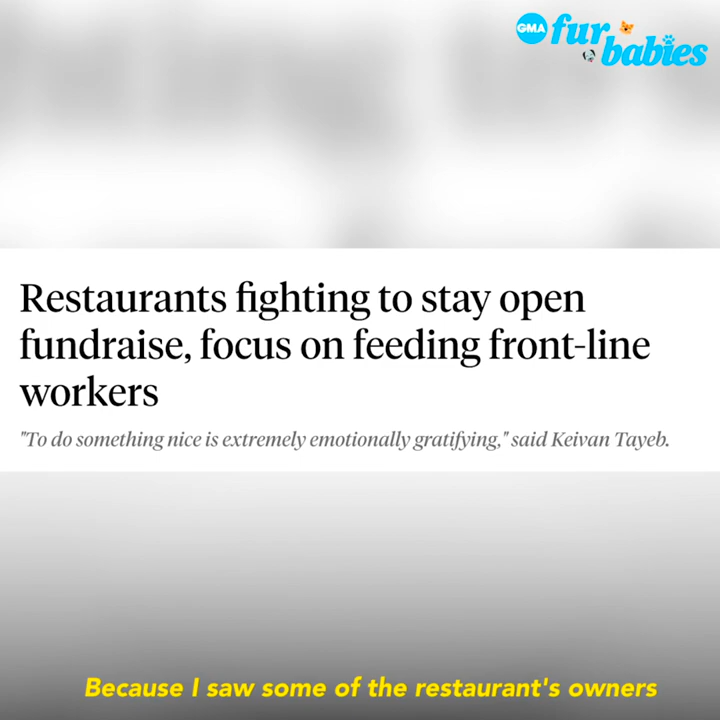 GMA fur
babies
Restaurants fighting to stay open
fundraise, focus on feeding front-line
workers
"To do something nice is extremely emotionally gratifying," said Keivan Tayeb.
Because I saw some of the restaurant's owners